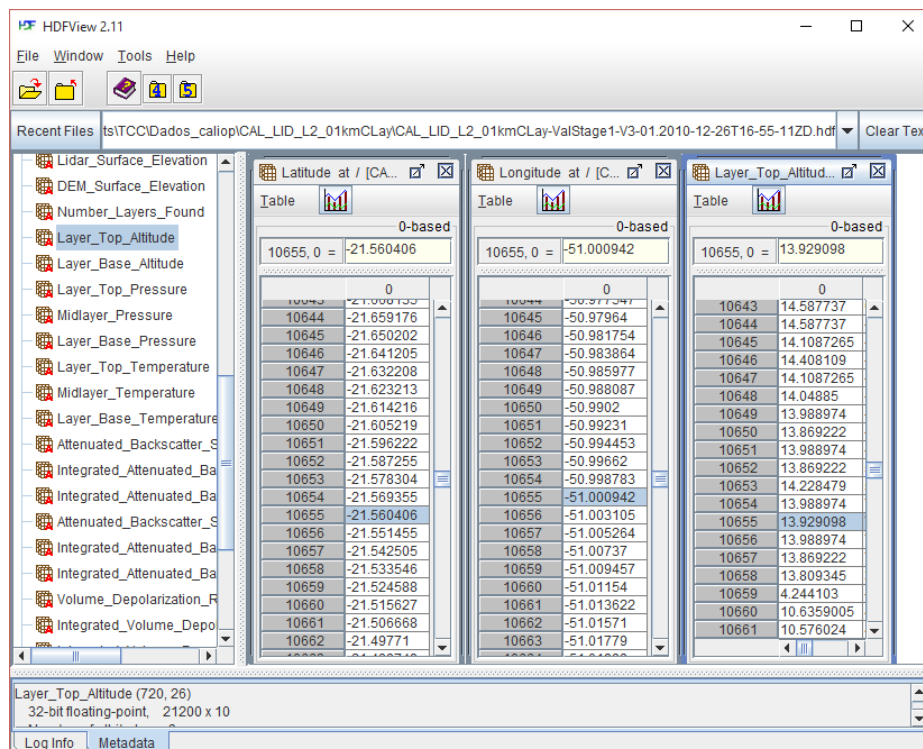 HDFView 2.11
File Window Tools Help
Recent Files ts\TCC\Dados_caliop\CAL_LID_L2_01kmCLay\CAL_LID_L2_01kmCLay-ValStage1-V3-01.2010-12-26T16-55-11ZD.hdf Clear Tex
Lidar_Surface_Elevation
DEM_Surface_Elevation
Number_Layers_Found
Layer_Top_Altitude
Layer_Base_Altitude
Layer_Top_Pressure
Midlayer_Pressure
Layer_Base_Pressure
Layer_Top_Temperature
Midlayer_Temperature
Layer_Base_Temperature
Attenuated_Backscatter_S
Integrated_Attenuated_Ba
Integrated_Attenuated_Ba
Attenuated_Backscatter_S
Integrated_Attenuated_Ba
Integrated_Attenuated_Ba
Volume_Depolarization_R
Integrated_Volume_Depo
Latitude at / [CA...
Table
0-based
10655, 0 = -21.560406
0
10644 -21.659176
10645 -21.650202
10646 -21.641205
10647 -21.632208
10648 -21.623213
10649 -21.614216
10650 -21.605219
10651 -21.596222
10652 -21.587255
10653 -21.578304
10654 -21.569355
10655 -21.560406
10656 -21.551455
10657 -21.542505
10658 -21.533546
10659 -21.524588
10660 -21.515627
10661 -21.506668
10662 -21.49771
Longitude at / [C...
Table
0-based
10655, 0 = -51.000942
0
10645 -50.97964
10646 -50.981754
10647 -50.983864
10648 -50.985977
10649 -50.988087
10650 -50.9902
10651 -50.99231
10652 -50.994453
10653 -50.99662
10654 -50.998783
10655 -51.000942
10656 -51.003105
10657 -51.005264
10658 -51.00737
10659 -51.009457
10660 -51.01154
10661 -51.013622
10662 -51.01571
10663 -51.01779
Layer_Top_Altitud...
Table
0-based
10655, 0 = 13.929098
0
10643 14.587737
10644 14.587737
10645 14.1087265
10646 14.408109
10647 14.1087265
10648 14.04885
10649 13.988974
10650 13.869222
10651 13.988974
10652 13.869222
10653 14.228479
10654 13.988974
10655 13.929098
10656 13.988974
10657 13.869222
10658 13.809345
10659 4.244103
10660 10.6359005
10661 10.576024
Layer_Top_Altitude (720, 26)
32-bit floating-point, 21200 x 10
Log Info Metadata